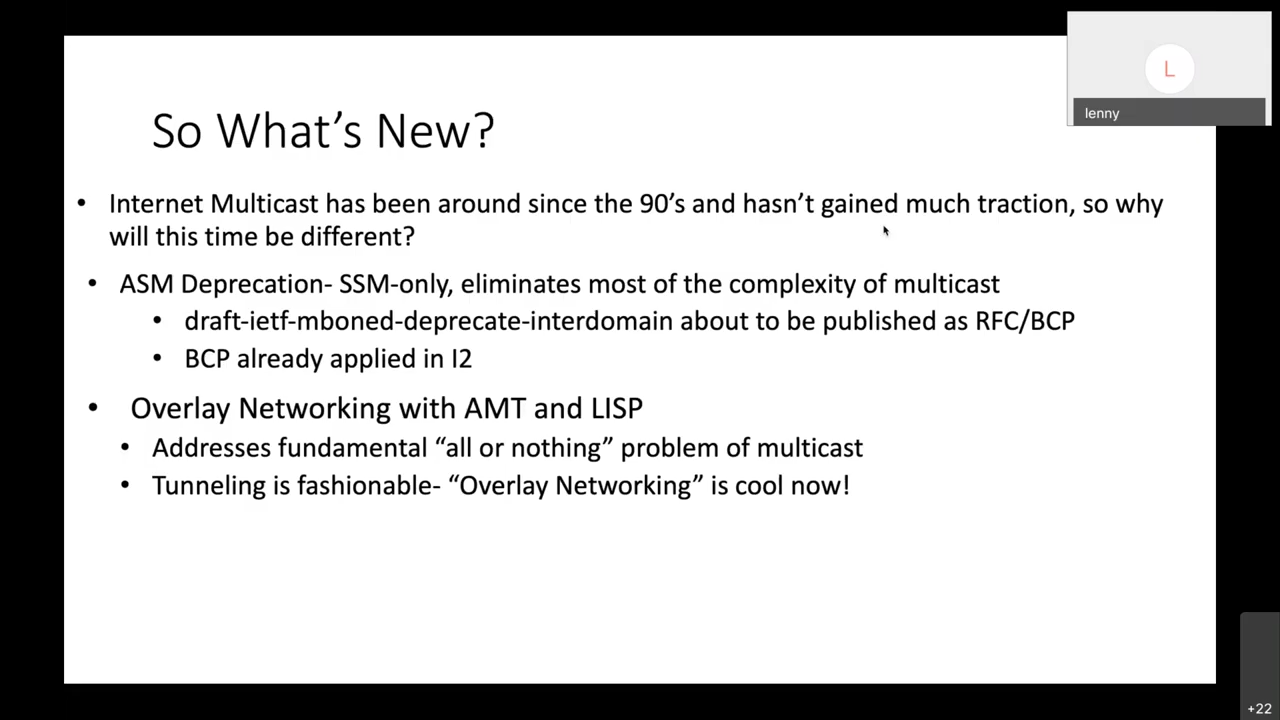 L
lenny
So What’s New?
• Internet Multicast has been around since the 90’s and hasn’t gained much traction, so why
will this time be different?
• ASM Deprecation- SSM-only, eliminates most of the complexity of multicast
• draft-ietf-mboned-deprecate-interdomain about to be published as RFC/BCP
• BCP already applied in I2
• Overlay Networking with AMT and LISP
• Addresses fundamental “all or nothing” problem of multicast
• Tunneling is fashionable- “Overlay Networking” is cool now!
+22